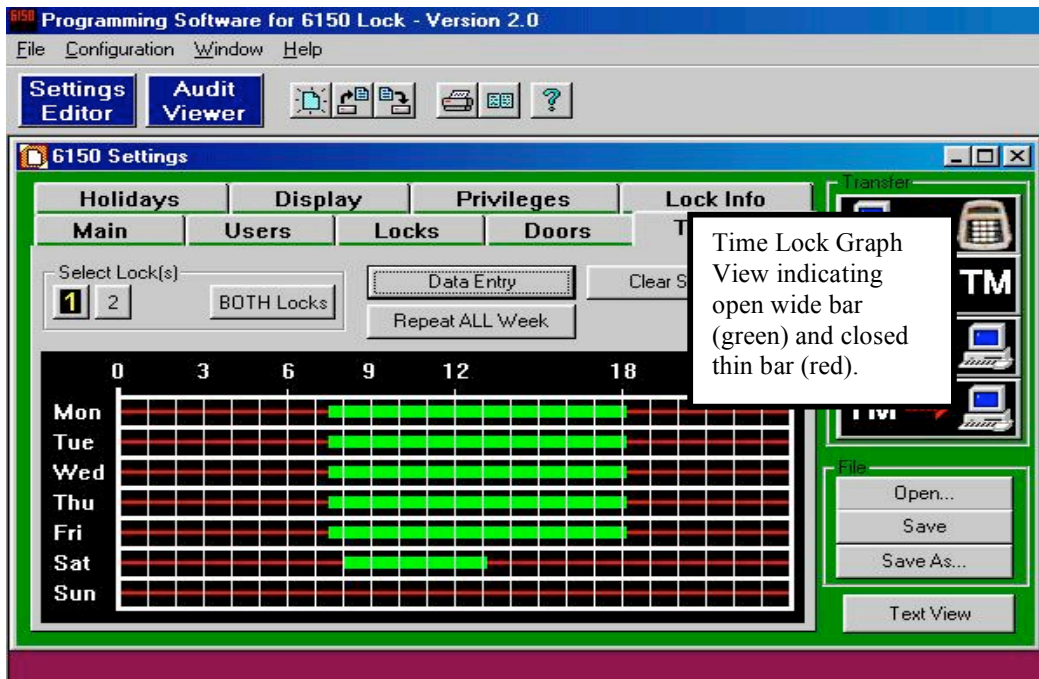 6150 Programming Software for 6150 Lock - Version 2.0
File Configuration Window Help
Settings Editor
Audit Viewer
?
6150 Settings
Holidays Display Privileges Lock Info
Main Users Locks Doors
Select Lock(s)
1 2 BOTH Locks
Data Entry
Clear
Repeat ALL Week
Time Lock Graph
View indicating
open wide bar
(green) and closed
thin bar (red).
0 3 6 9 12 18
Mon
Tue
Wed
Thu
Fri
Sat
Sun
Transfer
TM
TM
File
Open...
Save
Save As...
Text View